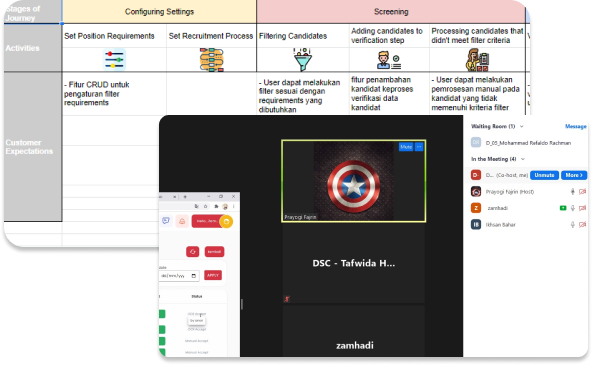 Stages of
Journey
Configuring Settings
Screening
Activities
Set Position Requirements
Set Recruitment Process
Filtering Candidates
Adding candidates to
verification step
Processing candidates that
didn't meet filter criteria
Customer
Expectations
- Fitur CRUD untuk
pengaturan filter
requirements
- User dapat melakukan
filter sesuai dengan
requirements yang
dibutuhkan
fitur penambahan
kandidat keproses
verifikasi data
kandidat
- User dapat melakukan
pemrosesan manual pada
kandidat yang tidak
memenuhi kriteria filter
dd/mm/yyyy
APPLY
Status
Mute
Prayogi Fajrin
DSC - Tafwida H...
zamhadi
Waiting Room (1)
Message
D_03_Mohammad Refaldo Rachman
In the Meeting (4)
D-
D... (Co-host, me)
Unmute
More >
Prayogi Fajrin (Host)
Z
zamhadi
IB
Ikhsan Bahar